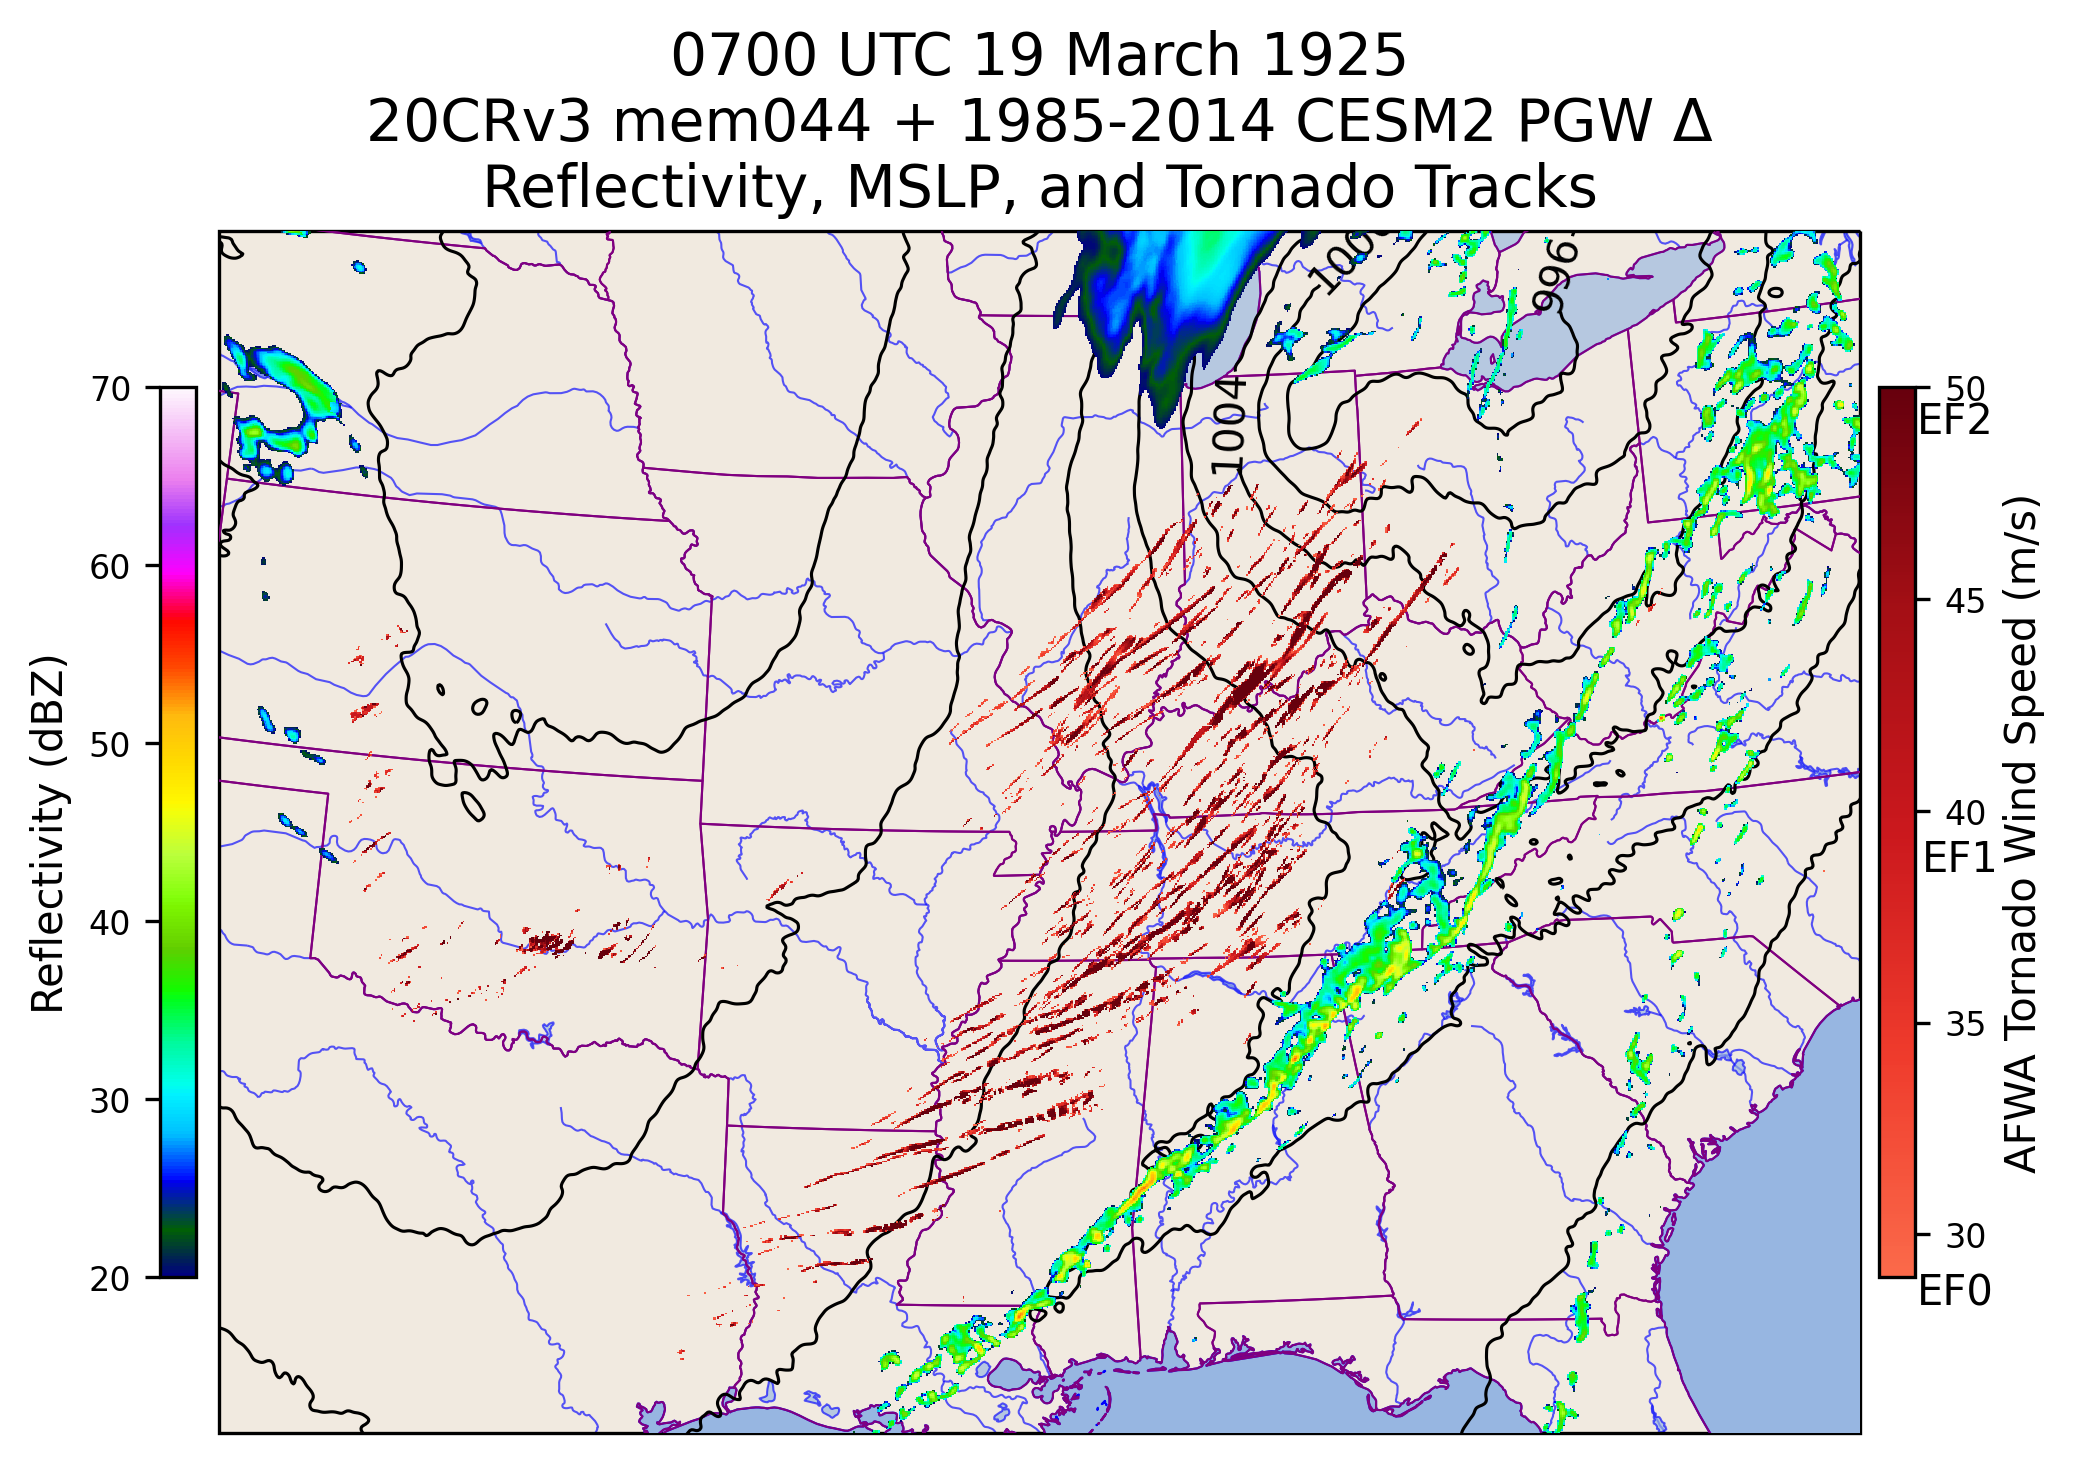 0700 UTC 19 March 1925
20CRv3 mem044 + 1985-2014 CESM2 PGW Δ
Reflectivity, MSLP, and Tornado Tracks
996
1004
70
60
50
40
30
20
Reflectivity (dBZ)
50
EF2
45
40
EF1
35
30
EF0
AFWA Tornado Wind Speed (m/s)